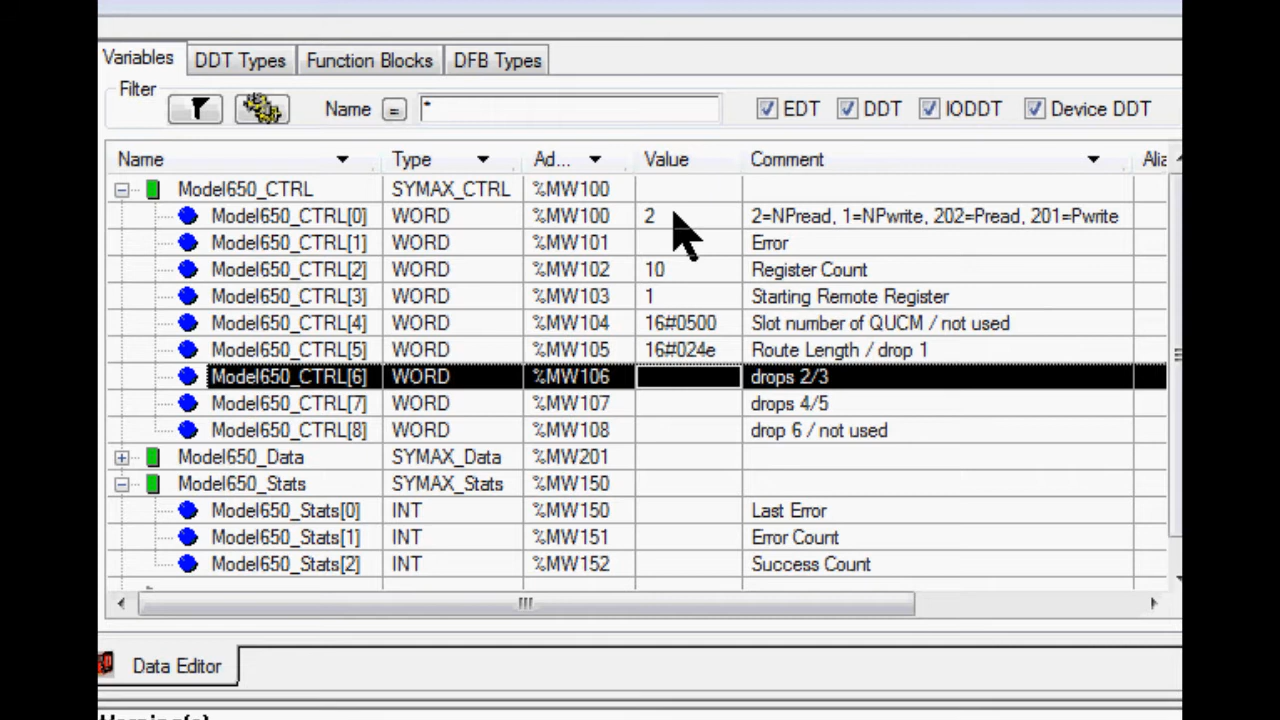 Variables DDT Types Function Blocks DFB Types
Filter
Name = * EDT DDT IODDT Device DDT
Name Type Ad... Value Comment Alia
Model650_CTRL SYMAX_CTRL %MW100
Model650_CTRL[0] WORD %MW100 2 2=NPread, 1=NPwrite, 202=Pread, 201=Pwrite
Model650_CTRL[1] WORD %MW101 Error
Model650_CTRL[2] WORD %MW102 10 Register Count
Model650_CTRL[3] WORD %MW103 1 Starting Remote Register
Model650_CTRL[4] WORD %MW104 16#0500 Slot number of QUCM / not used
Model650_CTRL[5] WORD %MW105 16#024e Route Length / drop 1
Model650_CTRL[6] WORD %MW106 drops 2/3
Model650_CTRL[7] WORD %MW107 drops 4/5
Model650_CTRL[8] WORD %MW108 drop 6 / not used
Model650_Data SYMAX_Data %MW201
Model650_Stats SYMAX_Stats %MW150
Model650_Stats[0] INT %MW150 Last Error
Model650_Stats[1] INT %MW151 Error Count
Model650_Stats[2] INT %MW152 Success Count
Data Editor